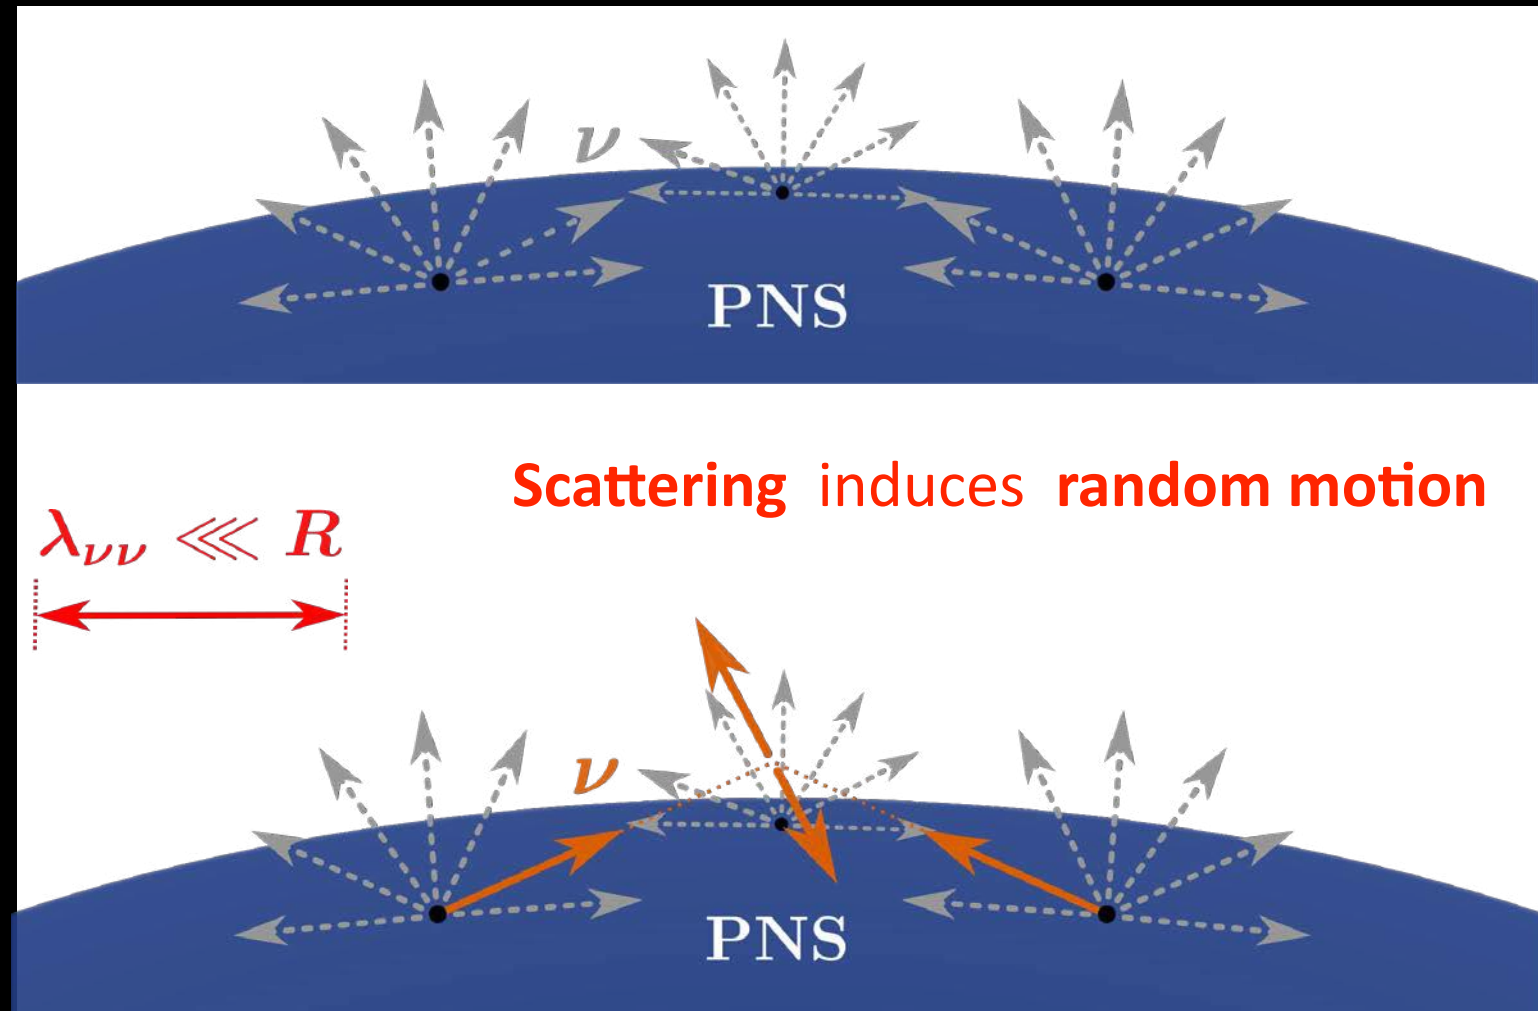 ν
PNS
Scattering induces random motion
λνν ⋘ R
ν
PNS